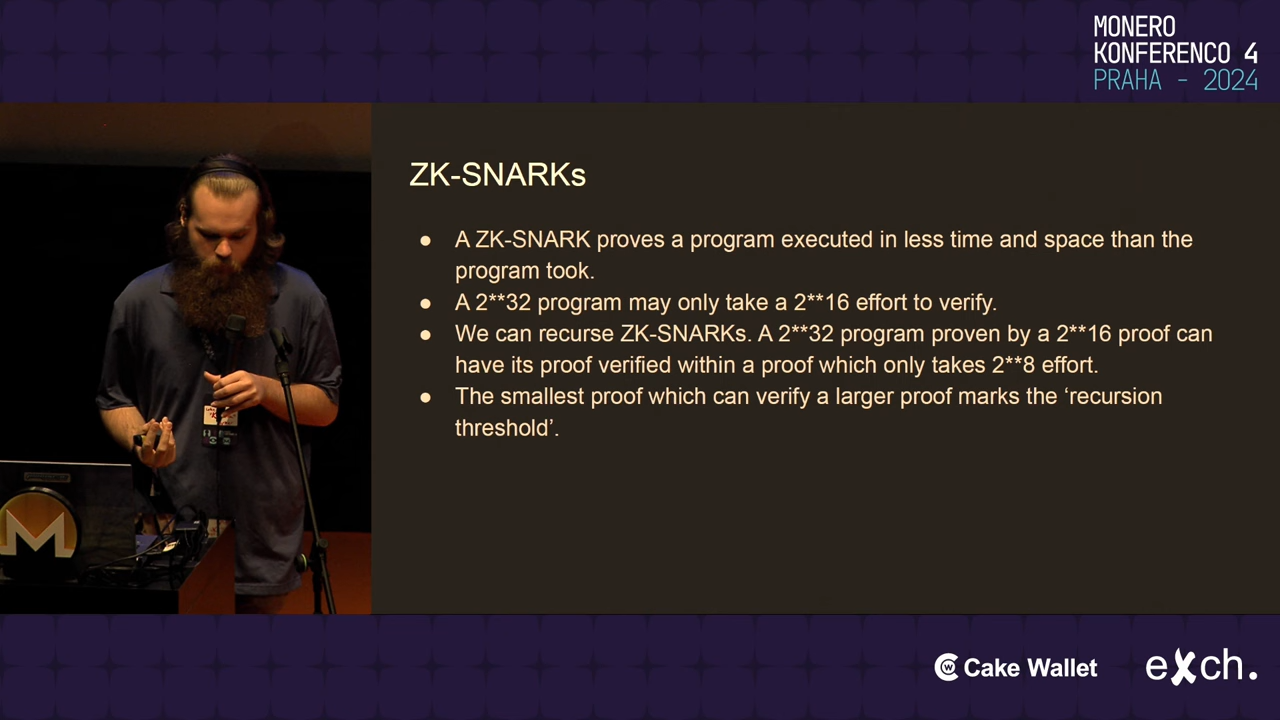 MONERO
KONFERENCO 4
PRAHA - 2024
ZK-SNARKs
● A ZK-SNARK proves a program executed in less time and space than the
program took.
● A 2**32 program may only take a 2**16 effort to verify.
● We can recurse ZK-SNARKs. A 2**32 program proven by a 2**16 proof can
have its proof verified within a proof which only takes 2**8 effort.
● The smallest proof which can verify a larger proof marks the ‘recursion
threshold’.
M
Cake Wallet
exch.